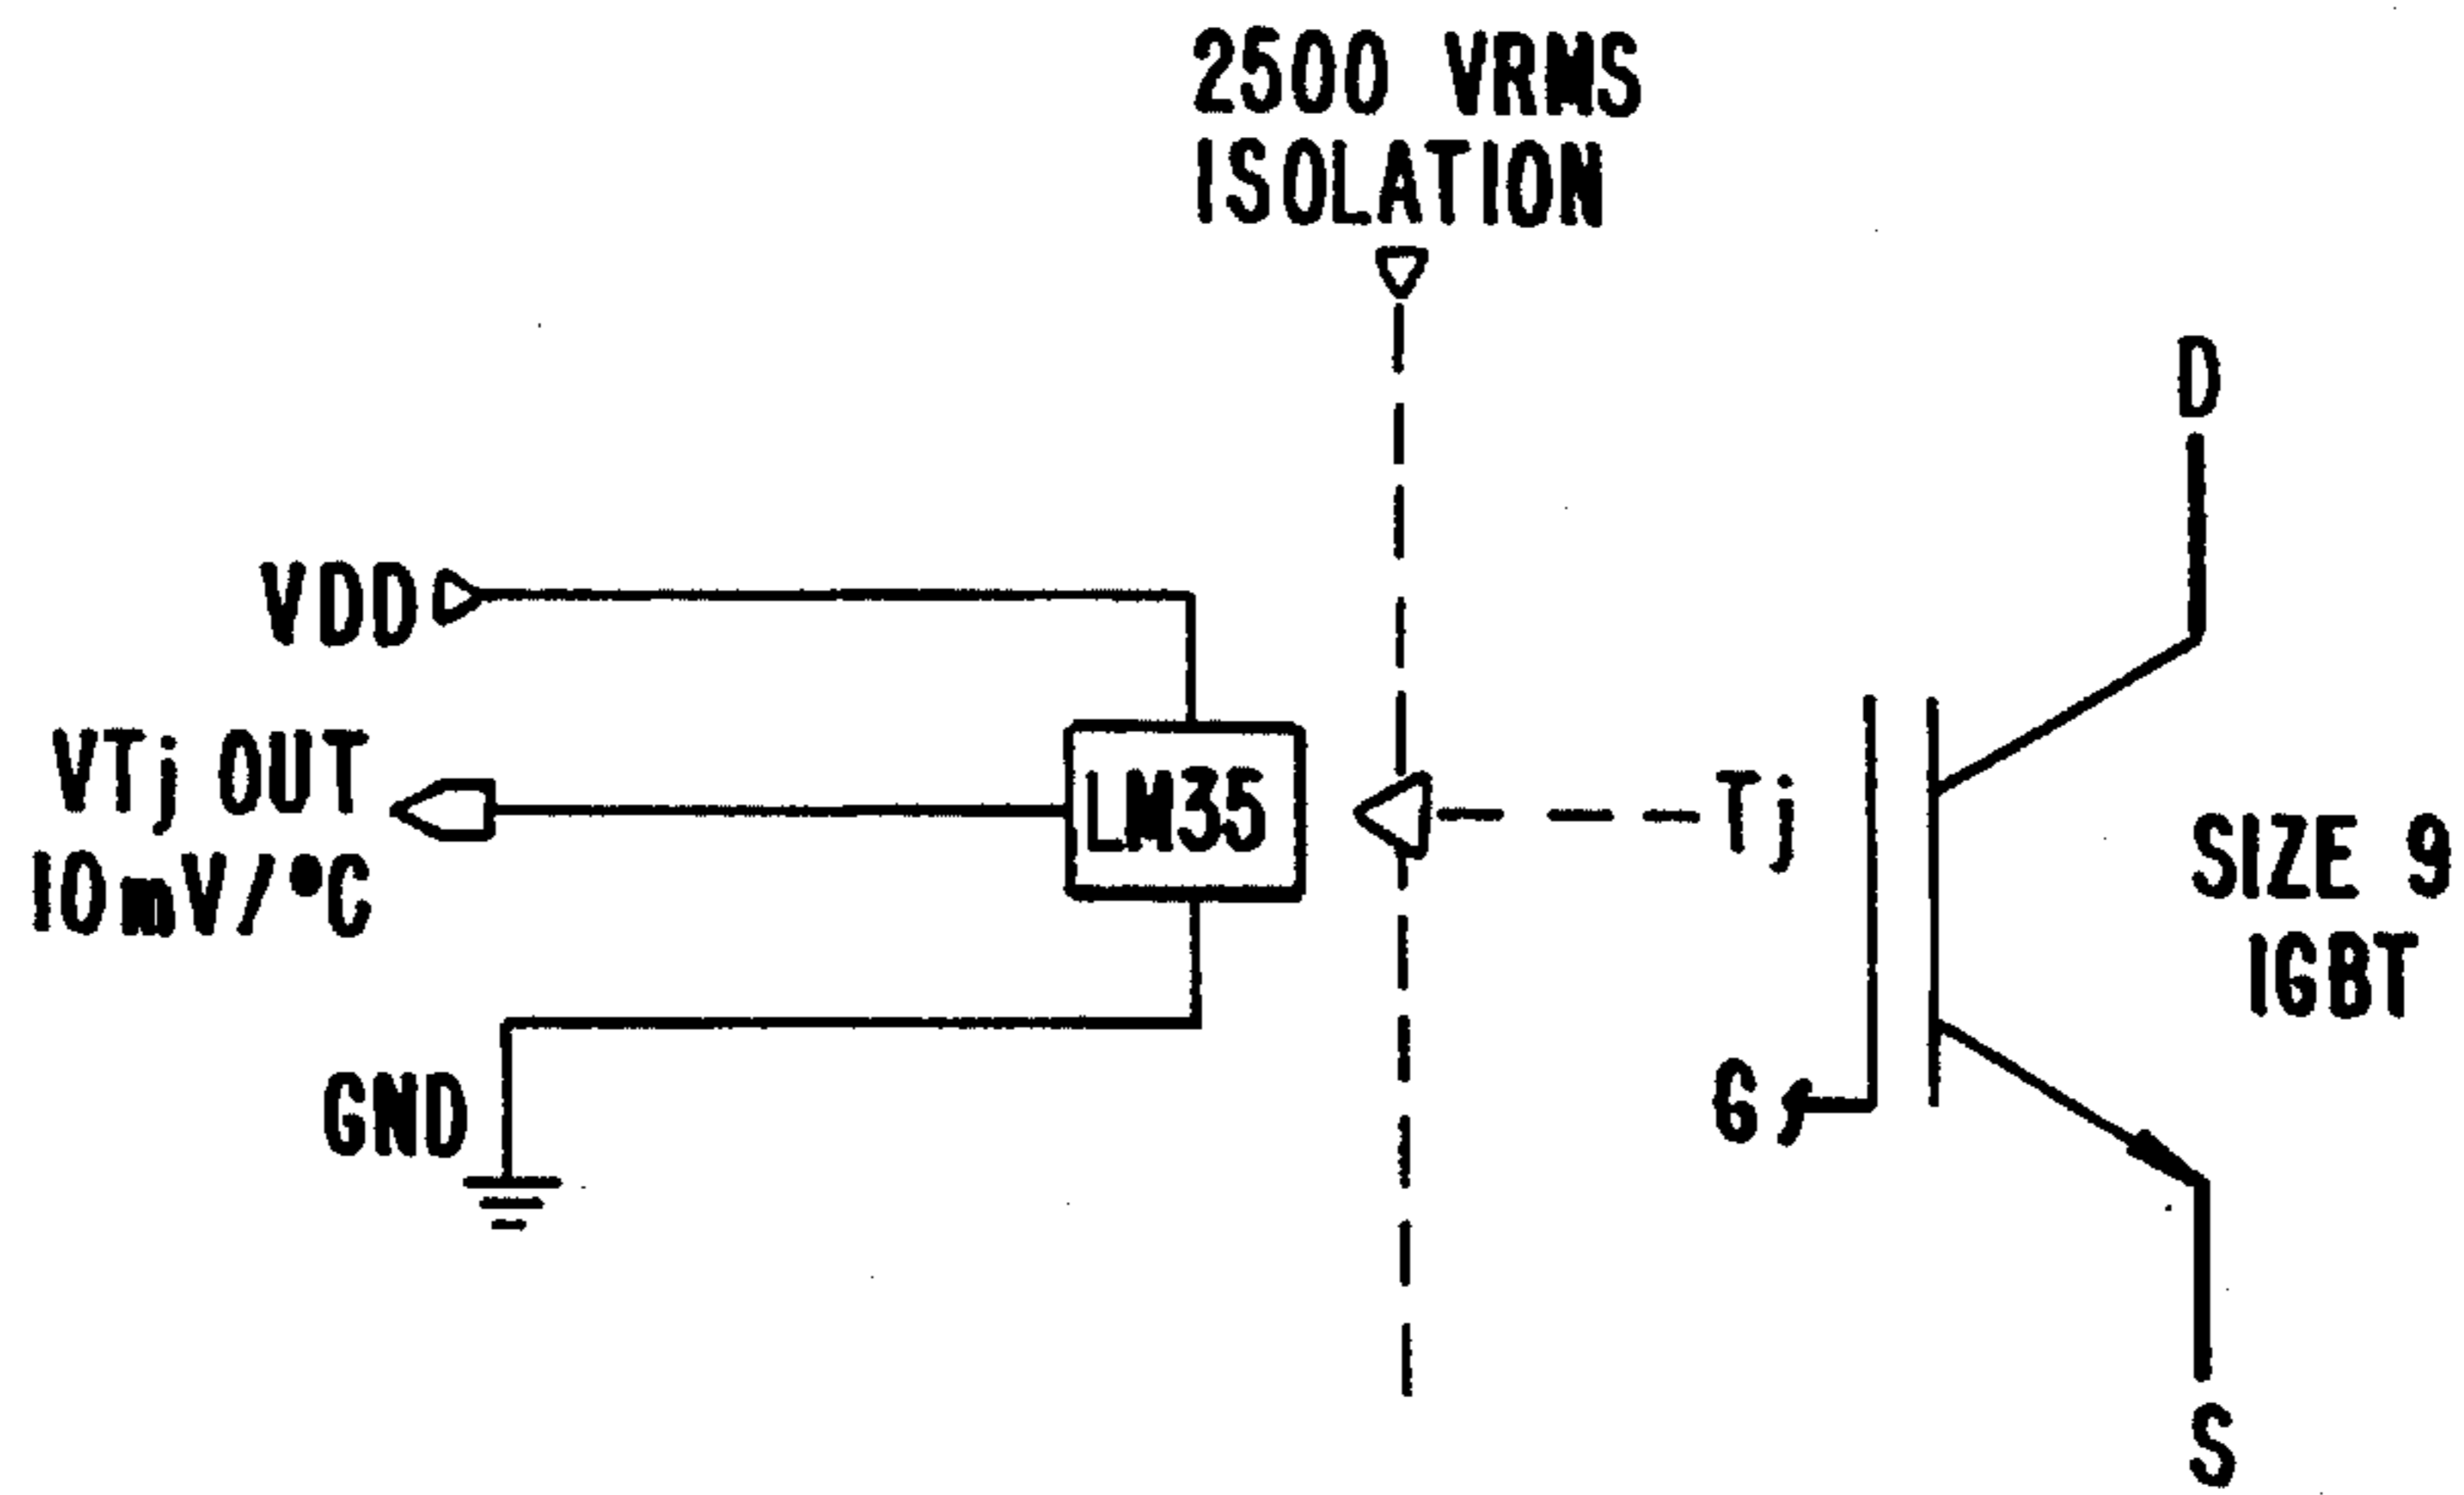 2500 VRMS
ISOLATION
D
VDD
VTj OUT
10mV/°C
LM35
Tj
SIZE 9
IGBT
GND
G
S